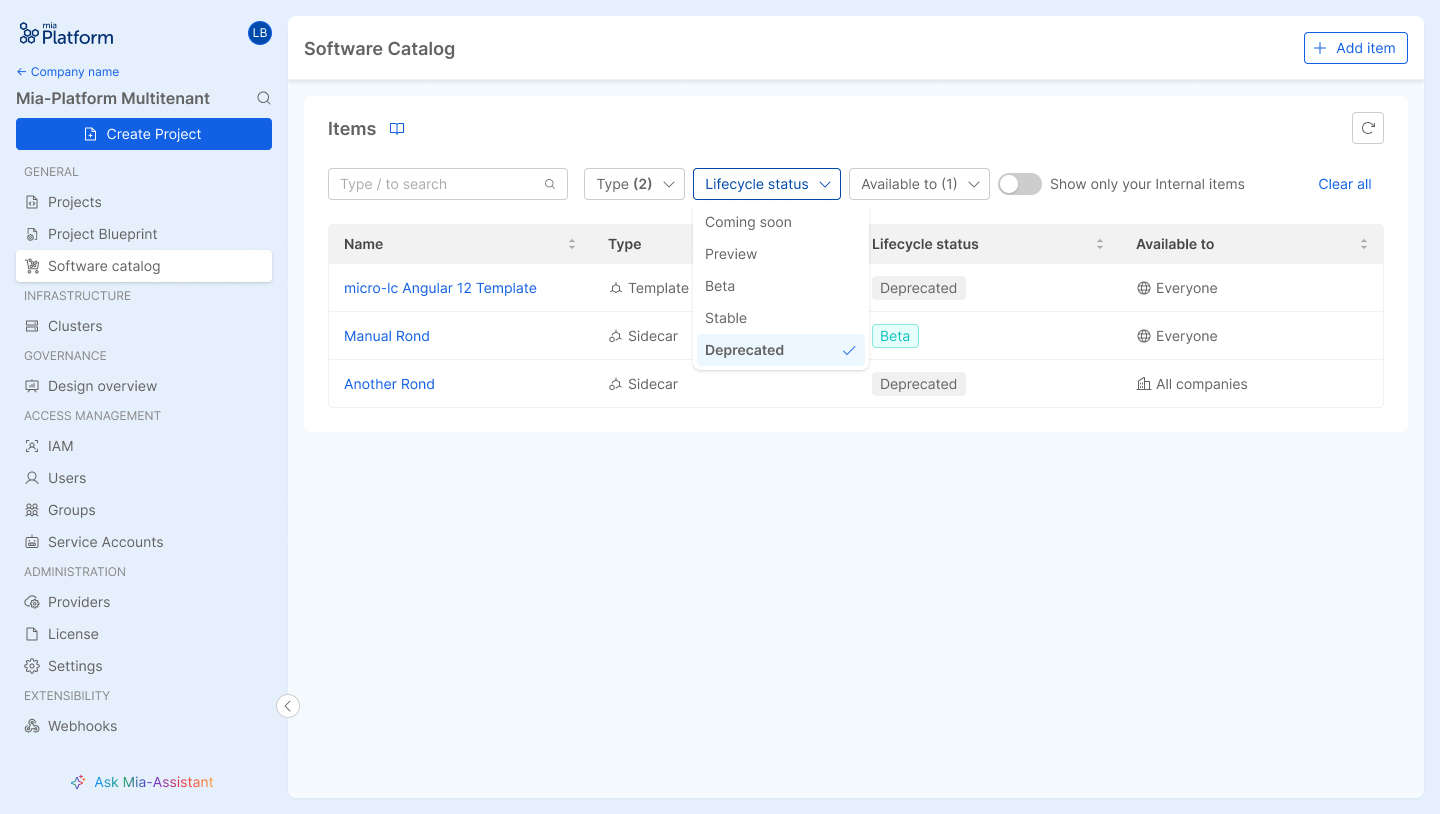 mia
Platform
LB
Company name
Mia-Platform Multitenant
Create Project
GENERAL
Projects
Project Blueprint
Software catalog
INFRASTRUCTURE
Clusters
GOVERNANCE
Design overview
ACCESS MANAGEMENT
IAM
Users
Groups
Service Accounts
ADMINISTRATION
Providers
License
Settings
EXTENSIBILITY
Webhooks
Ask Mia-Assistant
Software Catalog
Add item
Items
Type / to search
Type (2)
Lifecycle status
Available to (1)
Show only your Internal items
Clear all
Coming soon
Preview
Beta
Stable
Deprecated
Name Type Lifecycle status Available to
micro-lc Angular 12 Template Template Deprecated Everyone
Manual Rond Sidecar Beta Everyone
Another Rond Sidecar Deprecated All companies